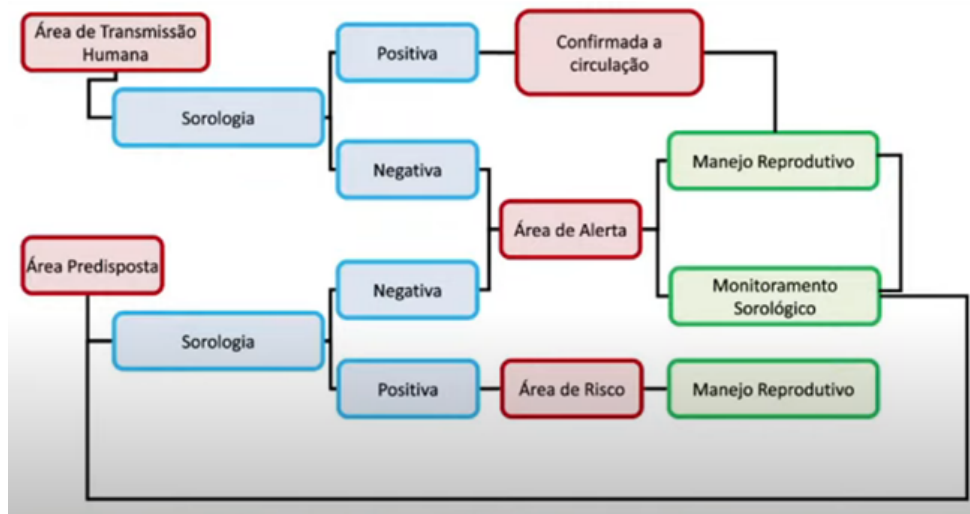 Área de Transmissão
Humana
Positiva
Confirmada a
circulação
Sorologia
Negativa
Manejo Reprodutivo
Área de Alerta
Área Predisposta
Negativa
Monitoramento
Sorológico
Sorologia
Positiva
Área de Risco
Manejo Reprodutivo